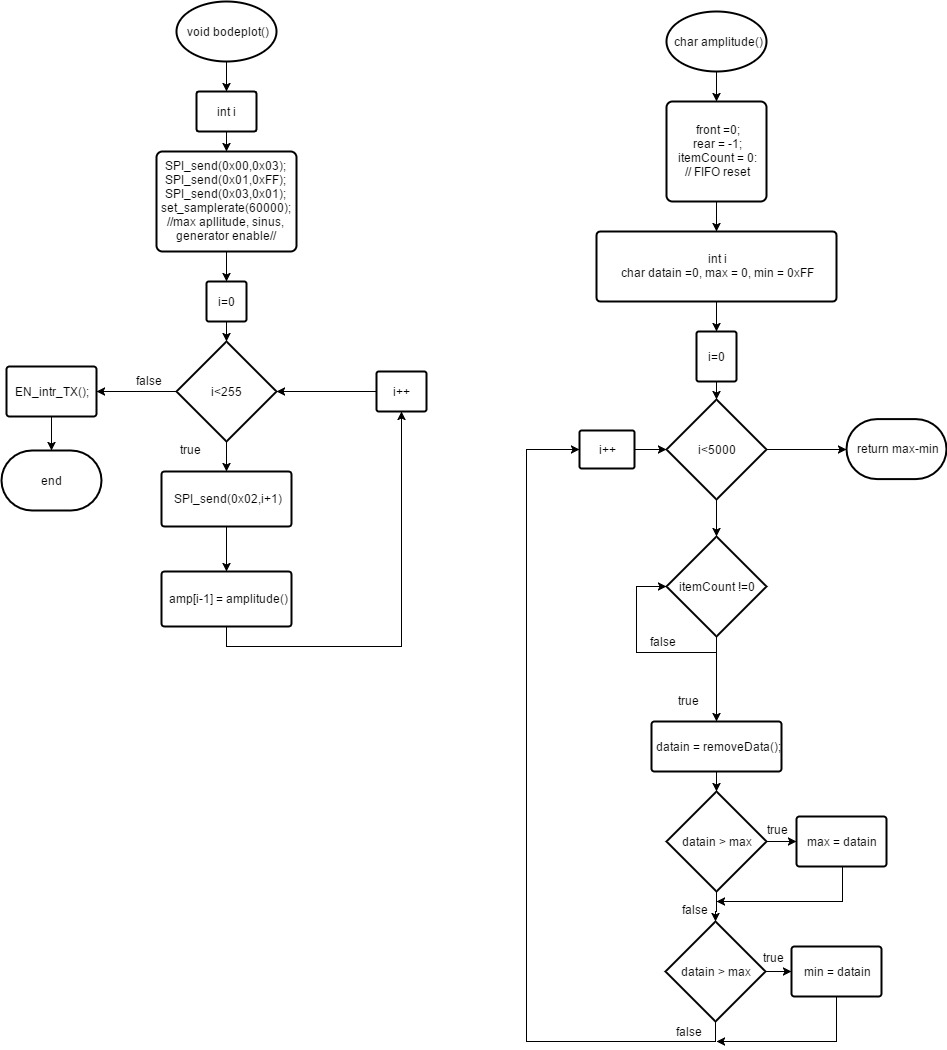 void bodeplot()
int i
SPI_send(0x00,0x03);
SPI_send(0x01,0xFF);
SPI_send(0x03,0x01);
set_samplerate(60000);
//max apllitude, sinus,
generator enable//
i=0
i<255
false
EN_intr_TX();
end
true
i++
SPI_send(0x02,i+1)
amp[i-1] = amplitude()
char amplitude()
front =0;
rear = -1;
itemCount = 0:
// FIFO reset
int i
char datain =0, max = 0, min = 0xFF
i=0
i++
i<5000
return max-min
itemCount !=0
false
true
datain = removeData();
datain > max
true
max = datain
false
datain > max
true
min = datain
false